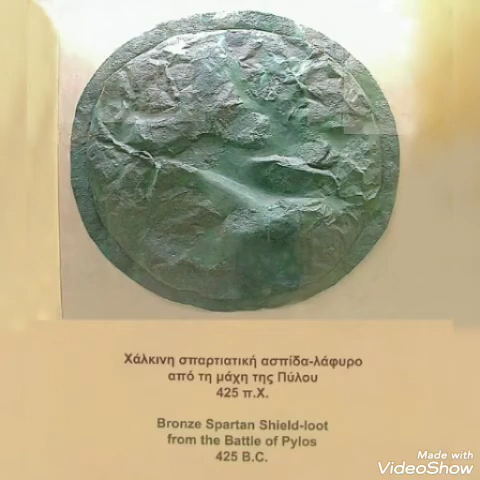 Χάλκινη σπαρτιατική ασπίδα-λάφυρο
από τη μάχη της Πύλου
425 π.Χ.
Bronze Spartan Shield-loot
from the Battle of Pylos
425 B.C.
Made with
VideoShow